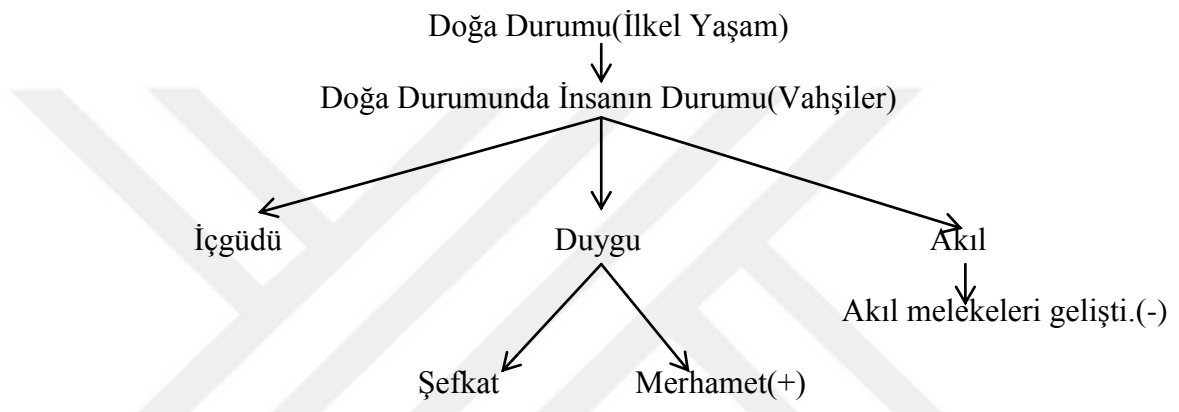 Doğa Durumu(İlkel Yaşam)
Doğa Durumunda İnsanın Durumu(Vahşiler)
İçgüdü
Duygu
Akıl
Akıl melekeleri gelişti.(-)
Şefkat
Merhamet(+)